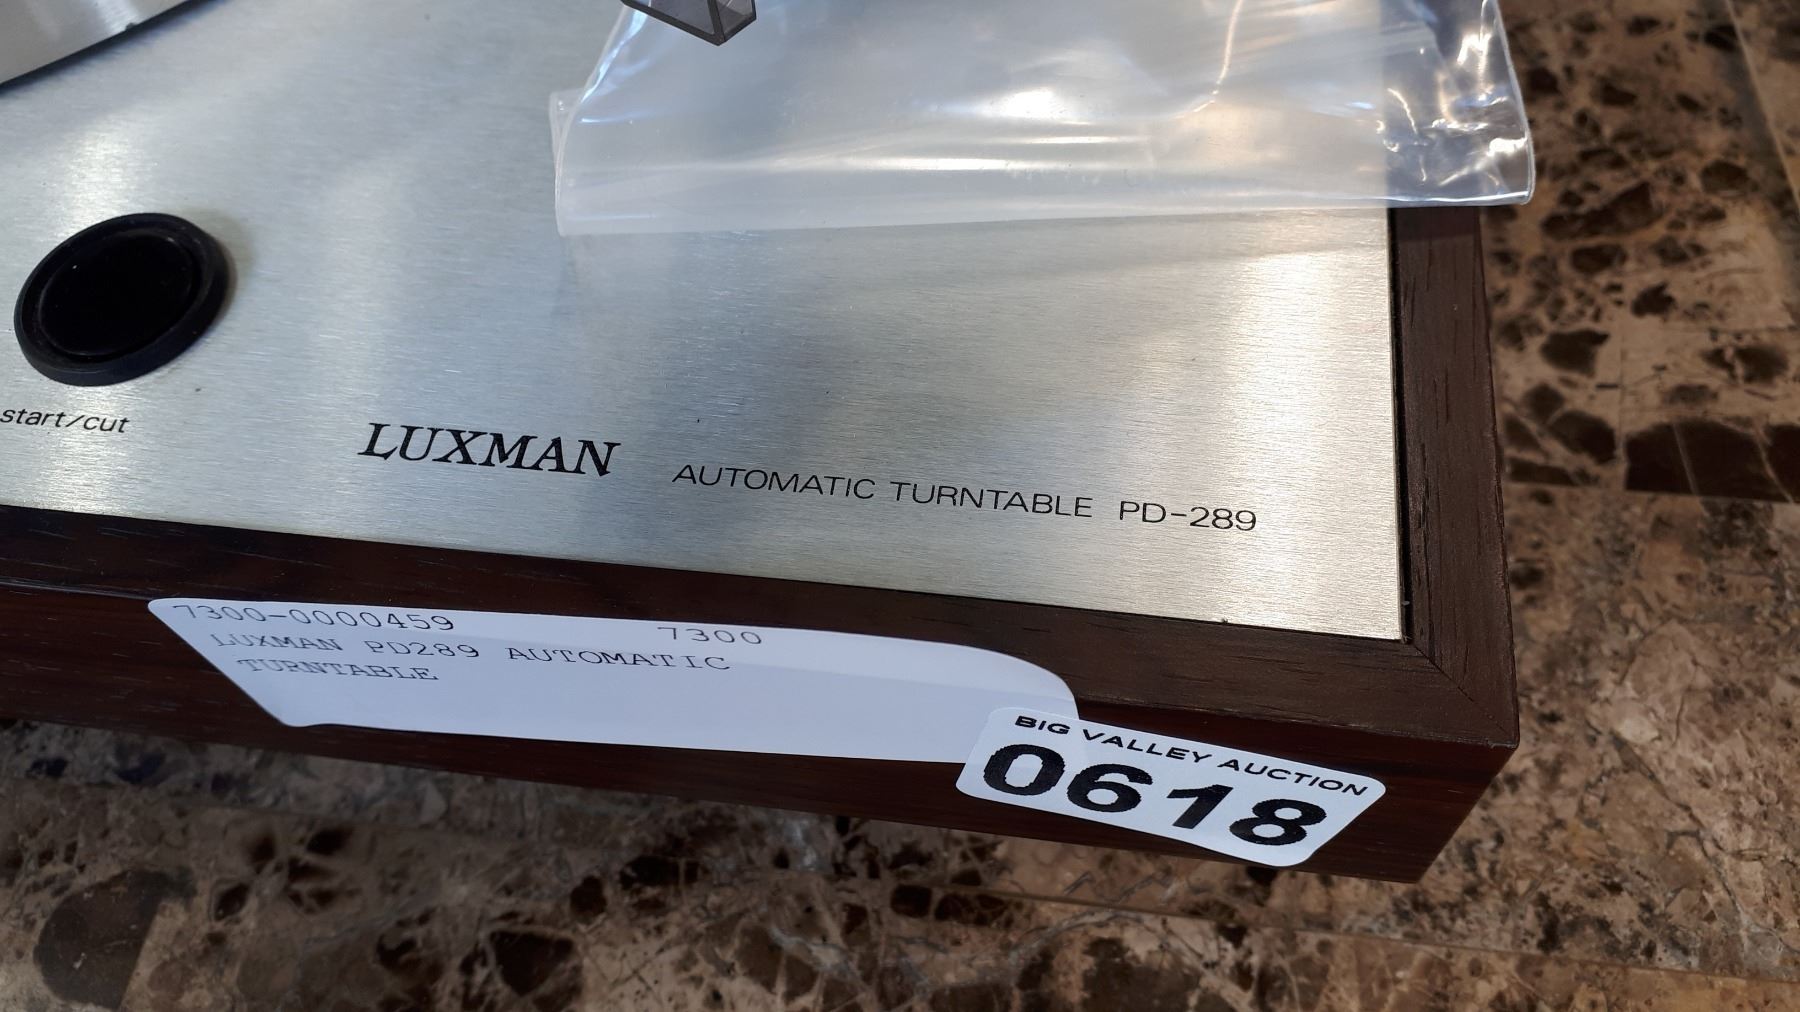 start/cut
LUXMAN AUTOMATIC TURNTABLE PD-289
7300-0000459 7300
LUXMAN PD289 AUTOMATIC
TURNTABLE
BIG VALLEY AUCTION
0618